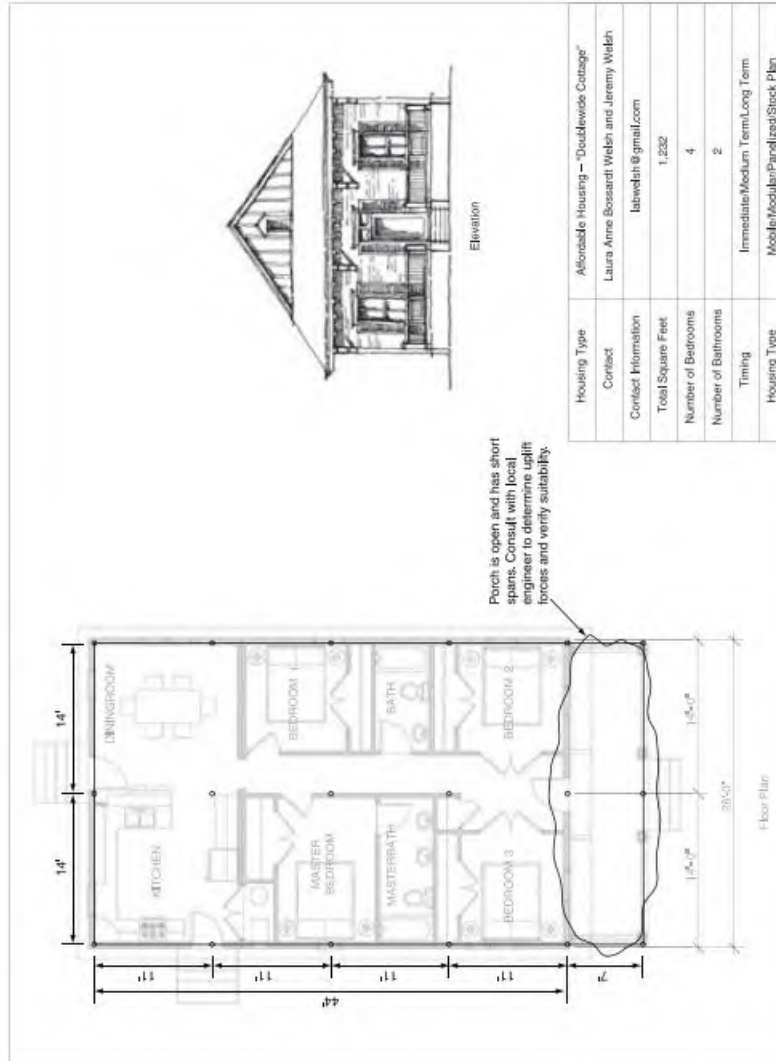 14'
14'
DININGROOM
KITCHEN
BEDROOM 1
MASTER
BEDROOM
BATH
MASTERBATH
BEDROOM 2
BEDROOM 3
11'
11'
11'
11'
44'
7'
14'-0"
14'-0"
28'-0"
Floor Plan
Porch is open and has short
spans. Consult with local
engineer to determine uplift
forces and verify suitability.
Elevation
Housing Type Affordable Housing – "Doublewide Cottage"
Contact Laura Anne Bossardt Welsh and Jeremy Welsh
Contact Information labwelsh@gmail.com
Total Square Feet 1,232
Number of Bedrooms 4
Number of Bathrooms 2
Timing Immediate/Medium Term/Long Term
Housing Type Mobile/Modular/Panelized/Stock Plan